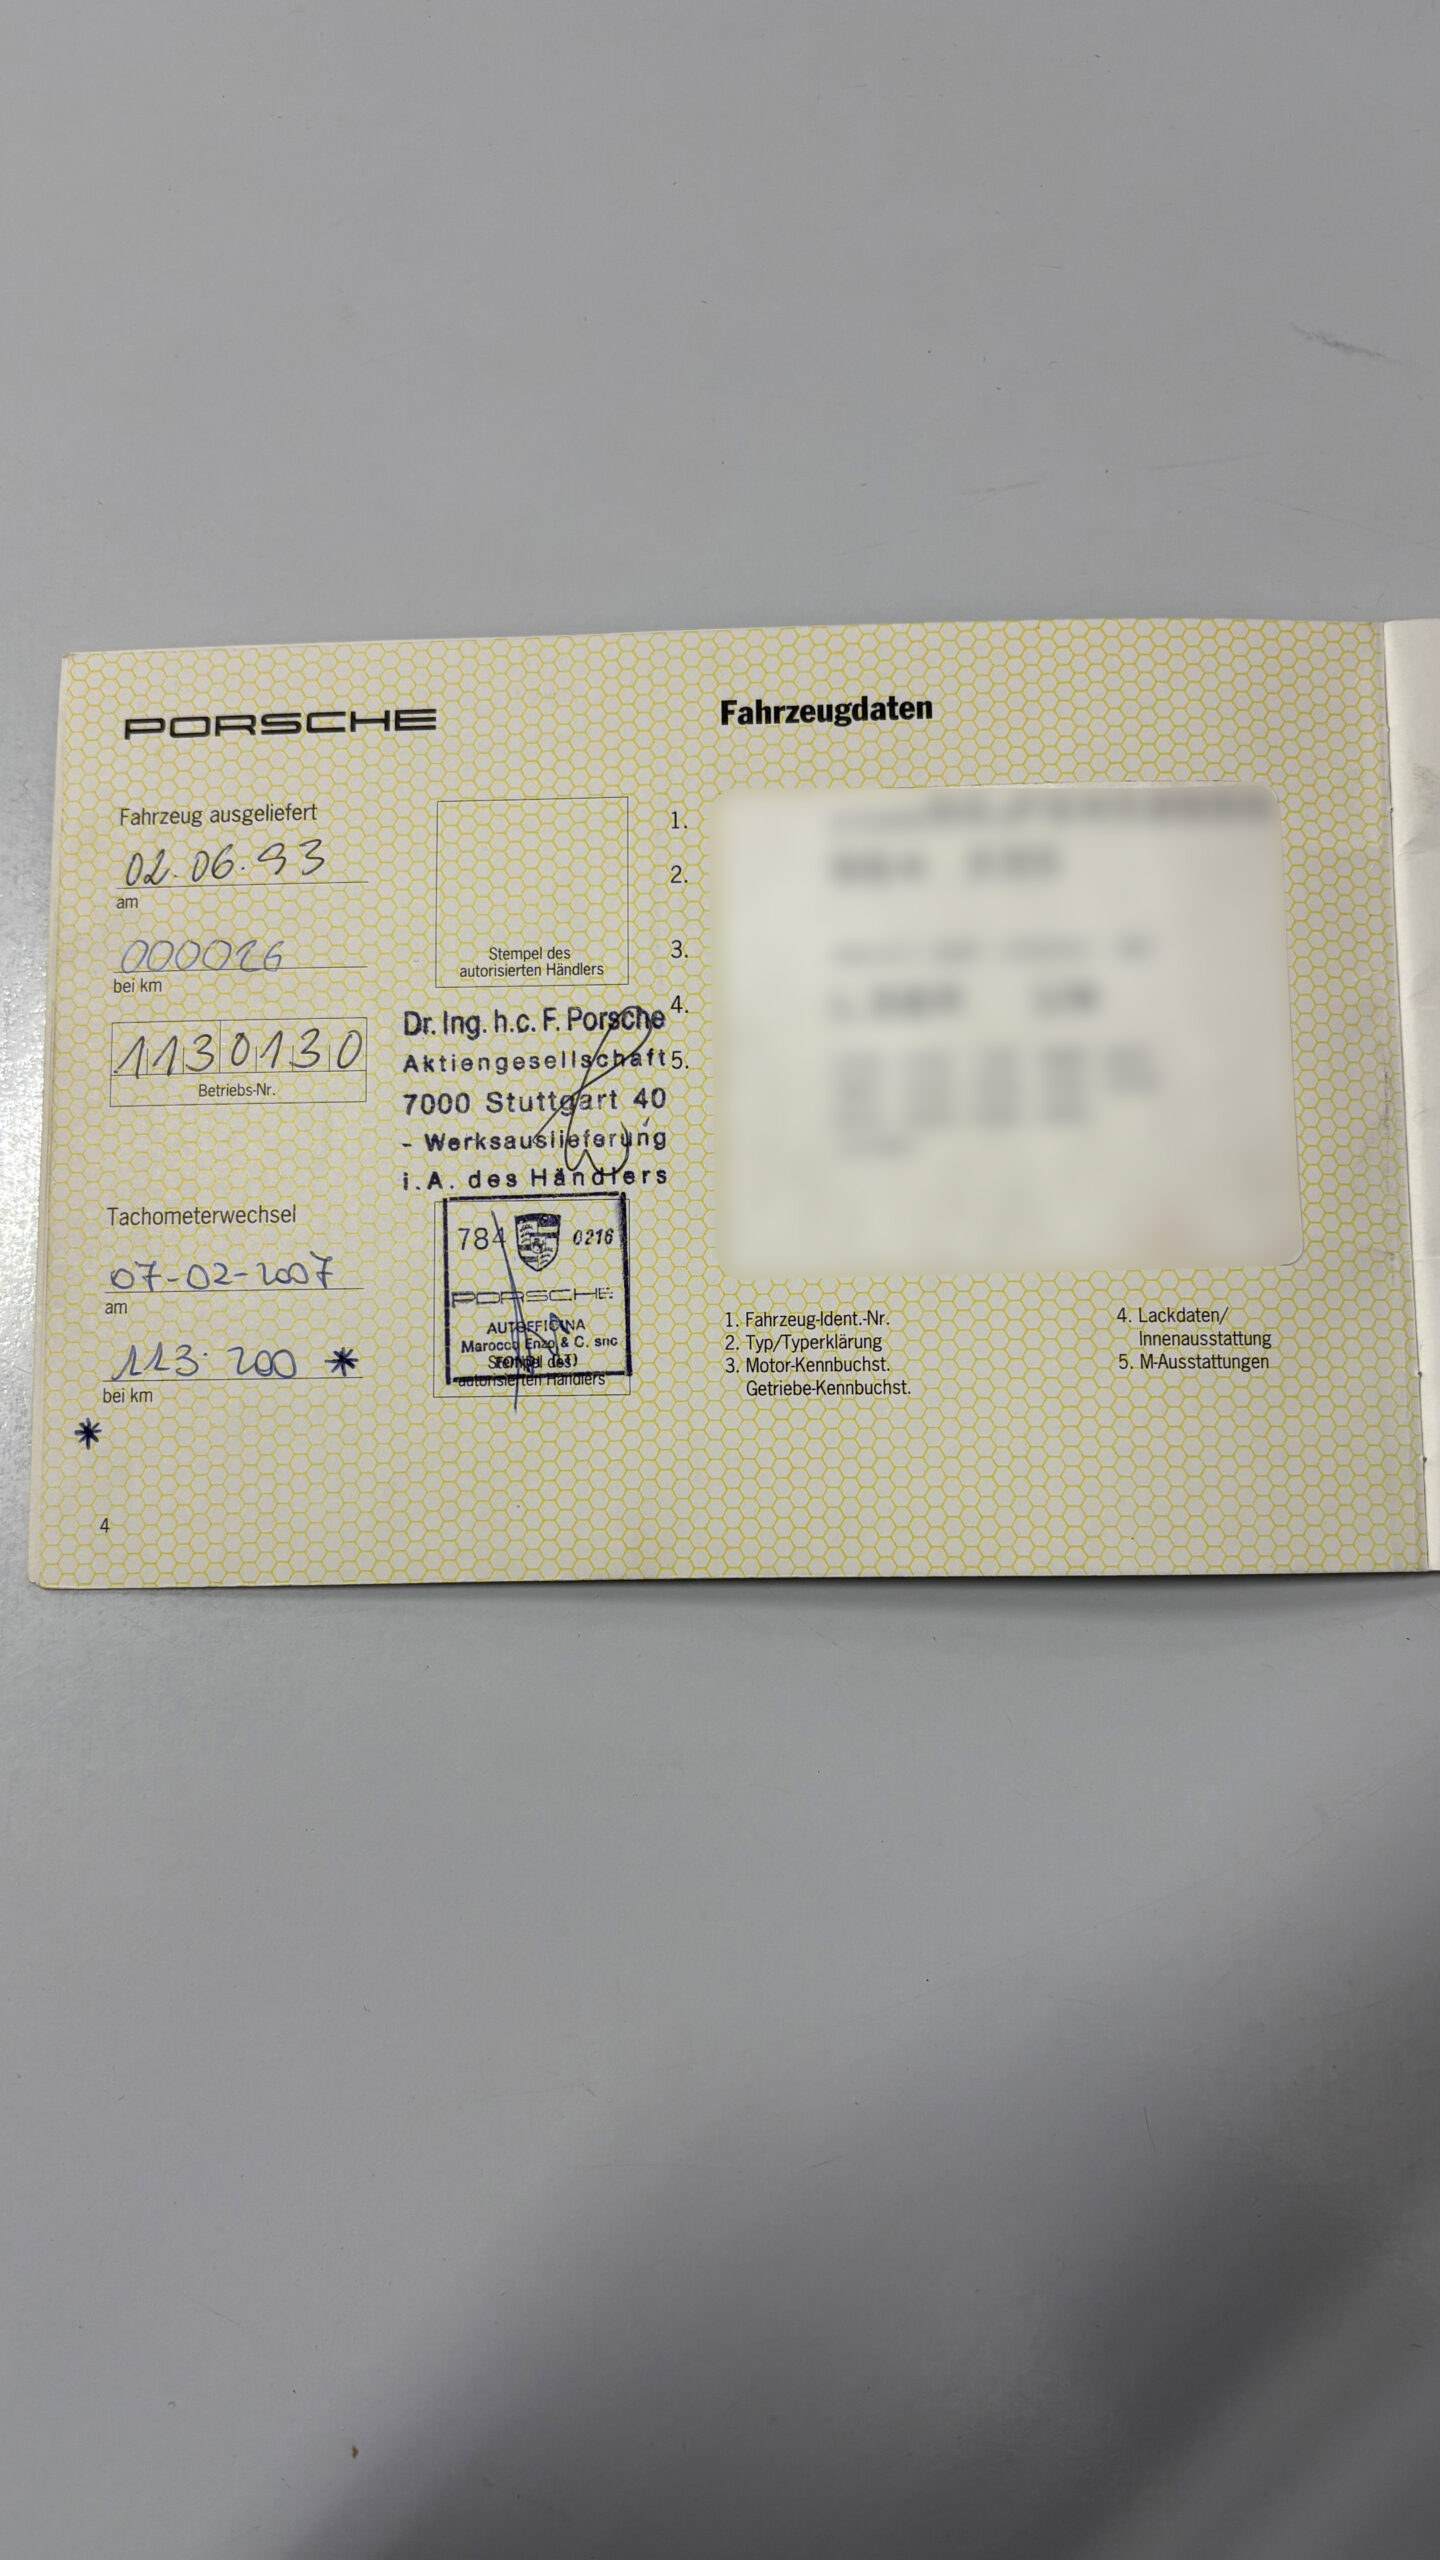 PORSCHE
Fahrzeug ausgeliefert
02.06.93
am
000026
bei km
1130130
Betriebs-Nr.
Stempel des
autorisierten Händlers
Dr. Ing. h.c. F. Porsche
Aktiengesellschaft
7000 Stuttgart 40
- Werksauslieferung
i.A. des Händlers
Tachometerwechsel
07-02-2007
am
113.200 *
bei km
*
784 0216
PORSCHE
AUTOFFICINA
Marocco Enzo & C. snc
Stempel des
autorisierten Händlers
4
Fahrzeugdaten
1.
2.
3.
4.
5.
1. Fahrzeug-Ident.-Nr.
2. Typ/Typerklärung
3. Motor-Kennbuchst.
Getriebe-Kennbuchst.
4. Lackdaten/
Innenausstattung
5. M-Ausstattungen